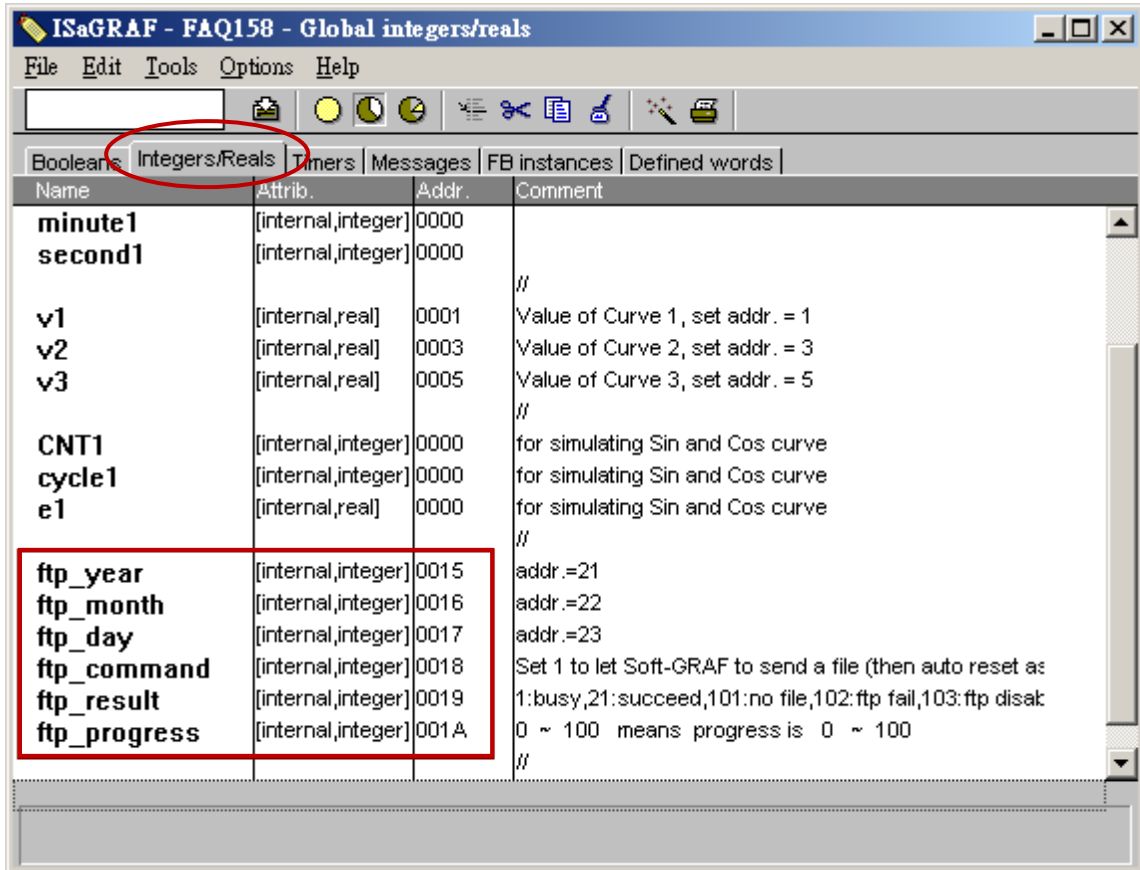 ISaGRAF - FAQ158 - Global integers/reals
File Edit Tools Options Help
Booleans Integers/Reals Timers Messages FB instances Defined words
Name Attrib. Addr. Comment
minute1 [internal,integer] 0000
second1 [internal,integer] 0000
//
v1 [internal,real] 0001 Value of Curve 1, set addr. = 1
v2 [internal,real] 0003 Value of Curve 2, set addr. = 3
v3 [internal,real] 0005 Value of Curve 3, set addr. = 5
//
CNT1 [internal,integer] 0000 for simulating Sin and Cos curve
cycle1 [internal,integer] 0000 for simulating Sin and Cos curve
e1 [internal,real] 0000 for simulating Sin and Cos curve
//
ftp_year [internal,integer] 0015 addr.=21
ftp_month [internal,integer] 0016 addr.=22
ftp_day [internal,integer] 0017 addr.=23
ftp_command [internal,integer] 0018 Set 1 to let Soft-GRAF to send a file (then auto reset as
ftp_result [internal,integer] 0019 1:busy,21:succeed,101:no file,102:ftp fail,103:ftp disab
ftp_progress [internal,integer] 001A 0 ~ 100 means progress is 0 ~ 100
//